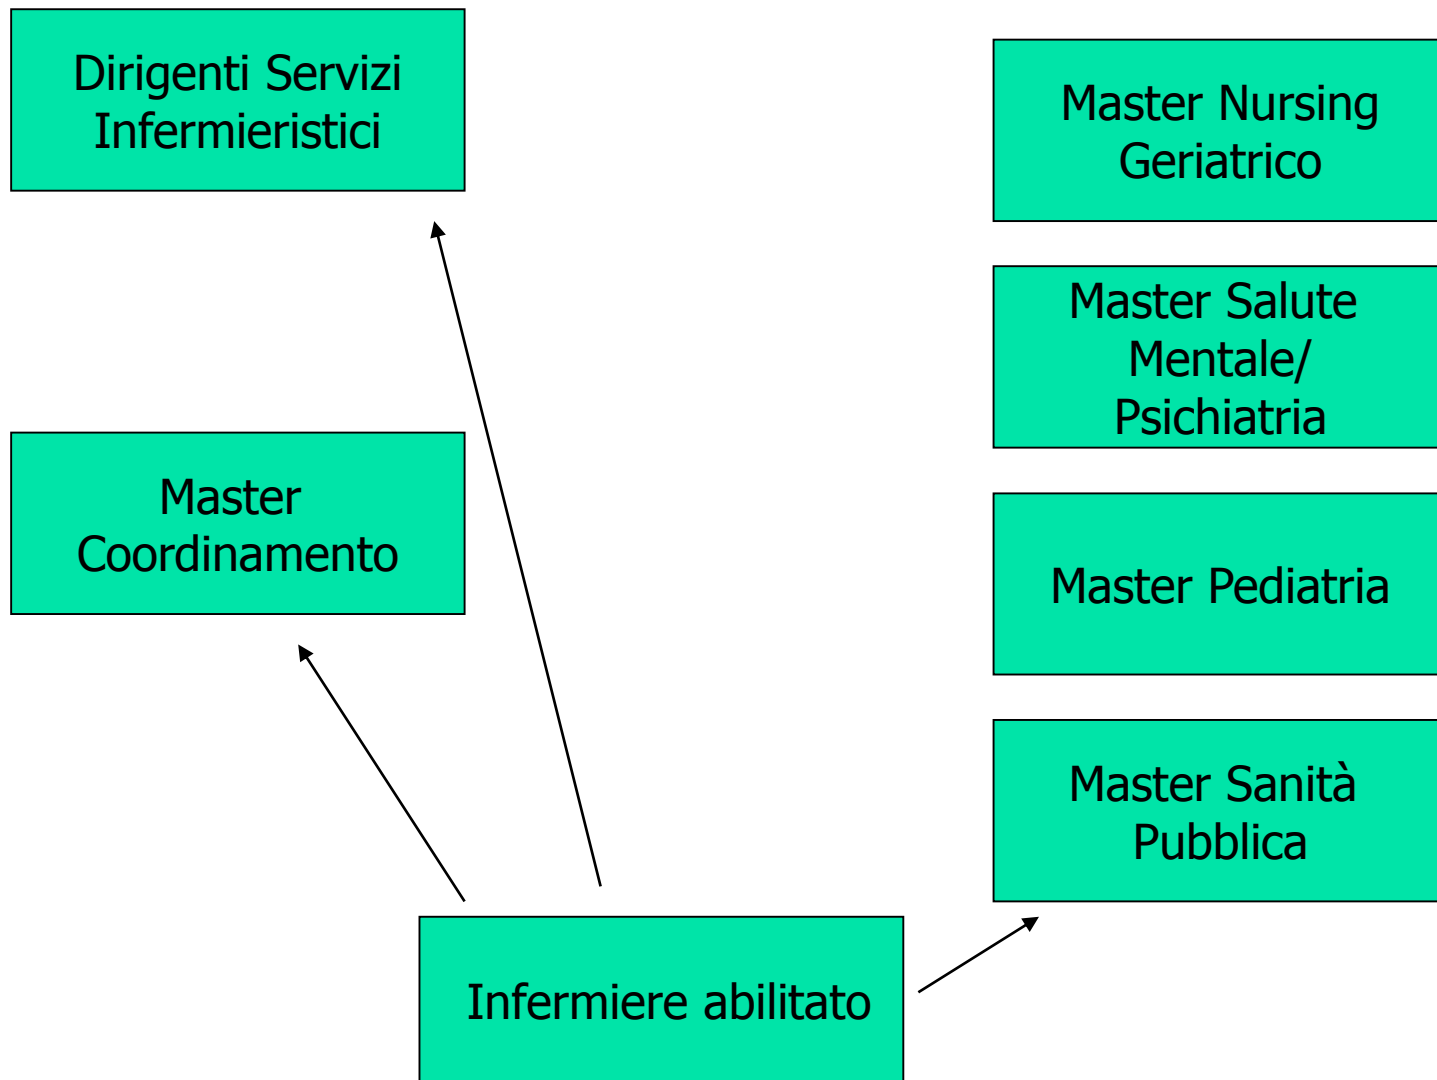 Dirigenti Servizi
Infermieristici
Master Nursing
Geriatrico
Master Salute
Mentale/
Psichiatria
Master
Coordinamento
Master Pediatria
Master Sanità
Pubblica
Infermiere abilitato